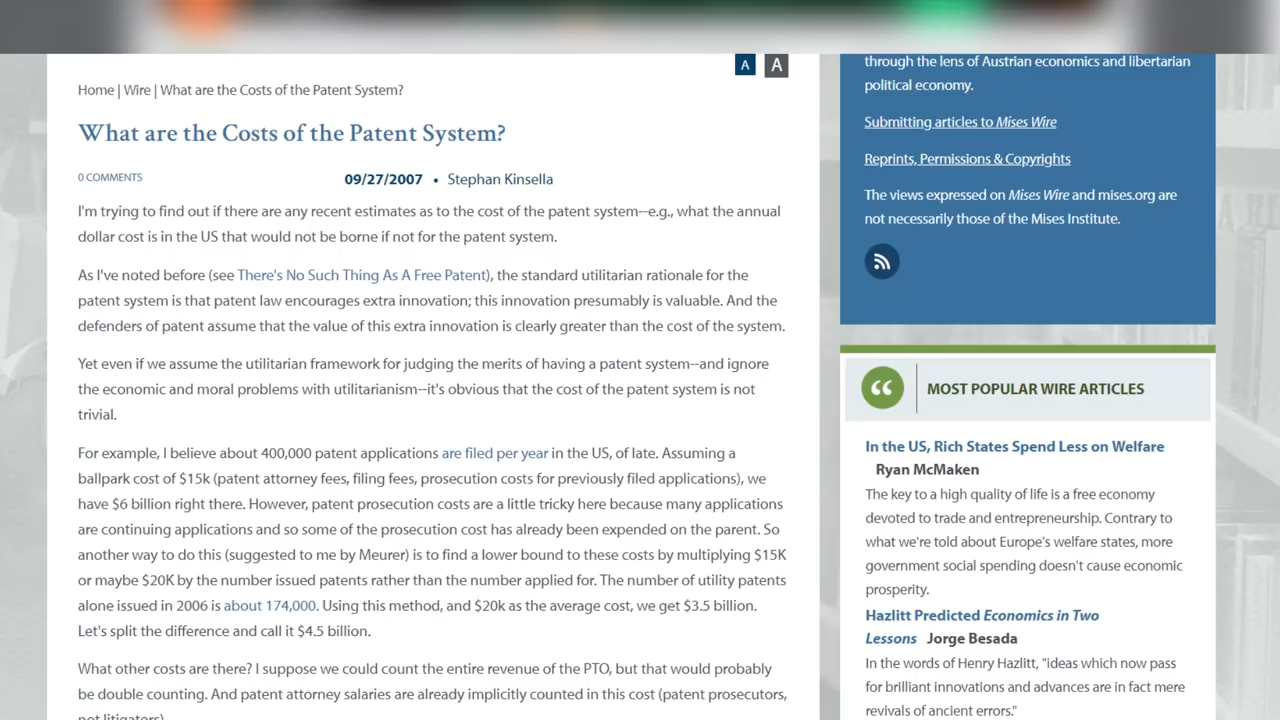 A A
Home | Wire | What are the Costs of the Patent System?
What are the Costs of the Patent System?
0 COMMENTS
09/27/2007 • Stephan Kinsella
I'm trying to find out if there are any recent estimates as to the cost of the patent system--e.g., what the annual
dollar cost is in the US that would not be borne if not for the patent system.
As I've noted before (see There's No Such Thing As A Free Patent), the standard utilitarian rationale for the
patent system is that patent law encourages extra innovation; this innovation presumably is valuable. And the
defenders of patent assume that the value of this extra innovation is clearly greater than the cost of the system.
Yet even if we assume the utilitarian framework for judging the merits of having a patent system--and ignore
the economic and moral problems with utilitarianism--it's obvious that the cost of the patent system is not
trivial.
For example, I believe about 400,000 patent applications are filed per year in the US, of late. Assuming a
ballpark cost of $15k (patent attorney fees, filing fees, prosecution costs for previously filed applications), we
have $6 billion right there. However, patent prosecution costs are a little tricky here because many applications
are continuing applications and so some of the prosecution cost has already been expended on the parent. So
another way to do this (suggested to me by Meurer) is to find a lower bound to these costs by multiplying $15K
or maybe $20K by the number issued patents rather than the number applied for. The number of utility patents
alone issued in 2006 is about 174,000. Using this method, and $20k as the average cost, we get $3.5 billion.
Let's split the difference and call it $4.5 billion.
What other costs are there? I suppose we could count the entire revenue of the PTO, but that would probably
be double counting. And patent attorney salaries are already implicitly counted in this cost (patent prosecutors,
not litigators)
through the lens of Austrian economics and libertarian
political economy.
Submitting articles to Mises Wire
Reprints, Permissions & Copyrights
The views expressed on Mises Wire and mises.org are
not necessarily those of the Mises Institute.
MOST POPULAR WIRE ARTICLES
In the US, Rich States Spend Less on Welfare
Ryan McMaken
The key to a high quality of life is a free economy
devoted to trade and entrepreneurship. Contrary to
what we're told about Europe's welfare states, more
government social spending doesn't cause economic
prosperity.
Hazlitt Predicted Economics in Two
Lessons Jorge Besada
In the words of Henry Hazlitt, "ideas which now pass
for brilliant innovations and advances are in fact mere
revivals of ancient errors."